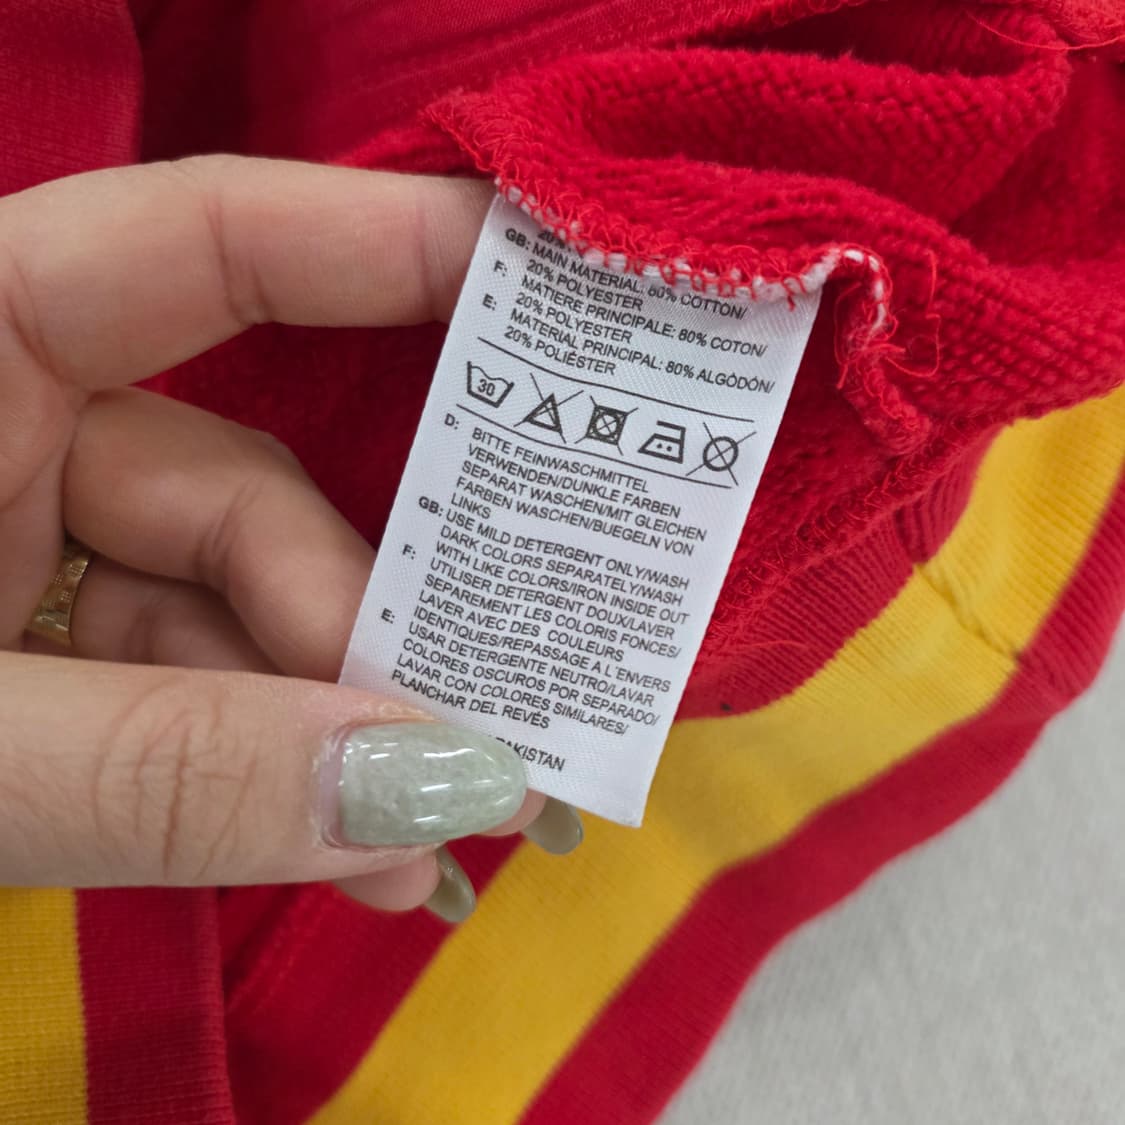 20%
GB: MAIN MATERIAL: 80% COTTON/
20% POLYESTER
F: MATIERE PRINCIPALE: 80% COTON/
20% POLYESTER
E: MATERIAL PRINCIPAL: 80% ALGODÓN/
20% POLIÉSTER
30
D: BITTE FEINWASCHMITTEL
VERWENDEN/DUNKLE FARBEN
SEPARAT WASCHEN/MIT GLEICHEN
FARBEN WASCHEN/BUEGELN VON
LINKS
GB: USE MILD DETERGENT ONLY/WASH
DARK COLORS SEPARATELY/WASH
WITH LIKE COLORS/IRON INSIDE OUT
F: UTILISER DETERGENT DOUX/LAVER
SEPAREMENT LES COLORIS FONCES/
LAVER AVEC DES COULEURS
IDENTIQUES/REPASSAGE A L'ENVERS
E: USAR DETERGENTE NEUTRO/LAVAR
COLORES OSCUROS POR SEPARADO/
LAVAR CON COLORES SIMILARES/
PLANCHAR DEL REVÉS
AKISTAN